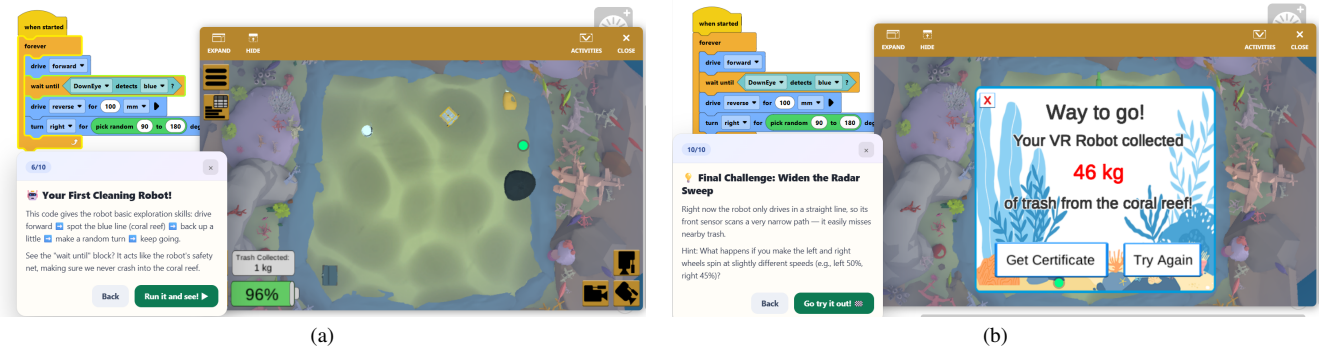 when started
forever
drive forward
wait until DownEye detects blue ?
drive reverse for 100 mm
turn right for pick random 90 to 180 deg
6/10
×
Your First Cleaning Robot!
This code gives the robot basic exploration skills: drive
forward ➡ spot the blue line (coral reef) ➡ back up a
little ➡ make a random turn ➡ keep going.
See the "wait until" block? It acts like the robot's safety
net, making sure we never crash into the coral reef.
Back
Run it and see! ▶
EXPAND
HIDE
ACTIVITIES
CLOSE
Trash Collected:
1 kg
96%
(a)
when started
forever
drive forward
wait until DownEye detects blue ?
drive reverse for 100 mm
turn right for pick random 90 to 180 deg
10/10
×
Final Challenge: Widen the Radar
Sweep
Right now the robot only drives in a straight line, so its
front sensor scans a very narrow path — it easily misses
nearby trash.
Hint: What happens if you make the left and right
wheels spin at slightly different speeds (e.g., left 50%,
right 45%)?
Back
Go try it out!
EXPAND
HIDE
ACTIVITIES
CLOSE
X
Way to go!
Your VR Robot collected
46 kg
of trash from the coral reef!
Get Certificate
Try Again
(b)